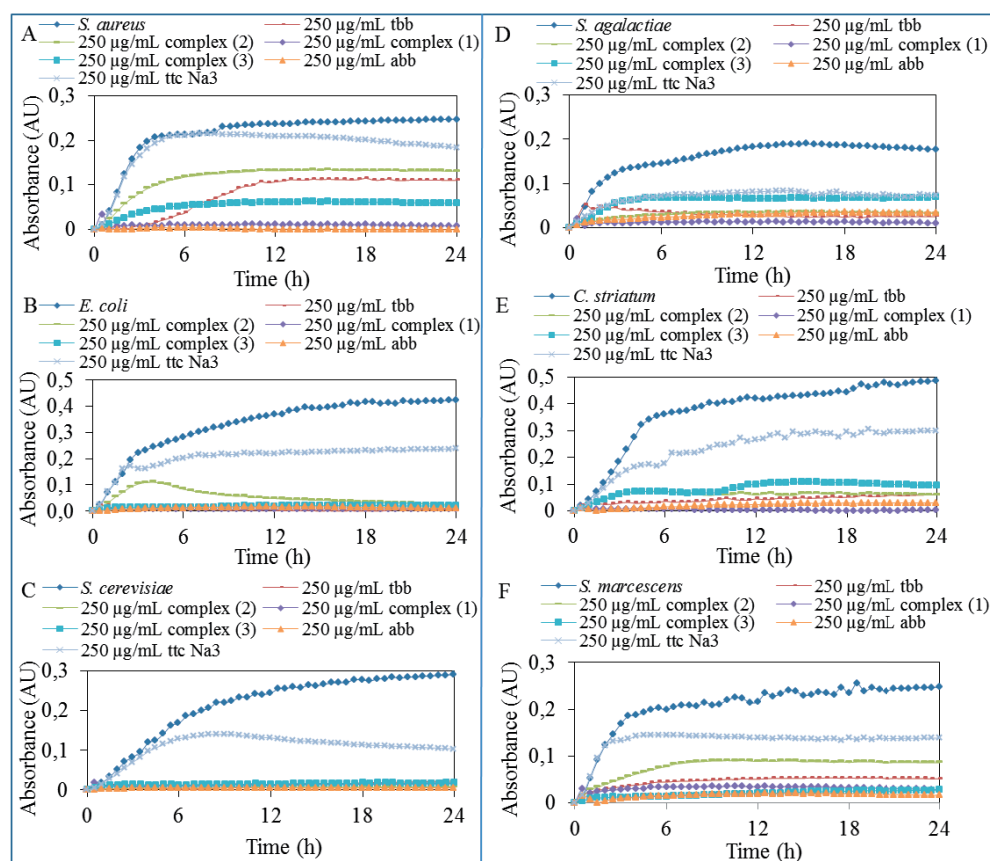 A
S. aureus
250 µg/mL tbb
250 µg/mL complex (2)
250 µg/mL complex (1)
250 µg/mL complex (3)
250 µg/mL abb
250 µg/mL ttc Na3
0,3
0,2
0,1
0
Absorbance (AU)
0 6 12 18 24
Time (h)
B
E. coli
250 µg/mL tbb
250 µg/mL complex (2)
250 µg/mL complex (1)
250 µg/mL complex (3)
250 µg/mL abb
250 µg/mL ttc Na3
0,5
0,4
0,3
0,2
0,1
0,0
Absorbance (AU)
0 6 12 18 24
Time (h)
C
S. cerevisiae
250 µg/mL tbb
250 µg/mL complex (2)
250 µg/mL complex (1)
250 µg/mL complex (3)
250 µg/mL abb
250 µg/mL ttc Na3
0,3
0,2
0,1
0
Absorbance (AU)
0 6 12 18 24
Time (h)
D
S. agalactiae
250 µg/mL tbb
250 µg/mL complex (2)
250 µg/mL complex (1)
250 µg/mL complex (3)
250 µg/mL abb
250 µg/mL ttc Na3
0,3
0,2
0,1
0
Absorbance (AU)
0 6 12 18 24
Time (h)
E
C. striatum
250 µg/mL tbb
250 µg/mL complex (2)
250 µg/mL complex (1)
250 µg/mL complex (3)
250 µg/mL abb
250 µg/mL ttc Na3
0,5
0,4
0,3
0,2
0,1
0,0
Absorbance (AU)
0 6 12 18 24
Time (h)
F
S. marcescens
250 µg/mL tbb
250 µg/mL complex (2)
250 µg/mL complex (1)
250 µg/mL complex (3)
250 µg/mL abb
250 µg/mL ttc Na3
0,3
0,2
0,1
0
Absorbance (AU)
0 6 12 18 24
Time (h)